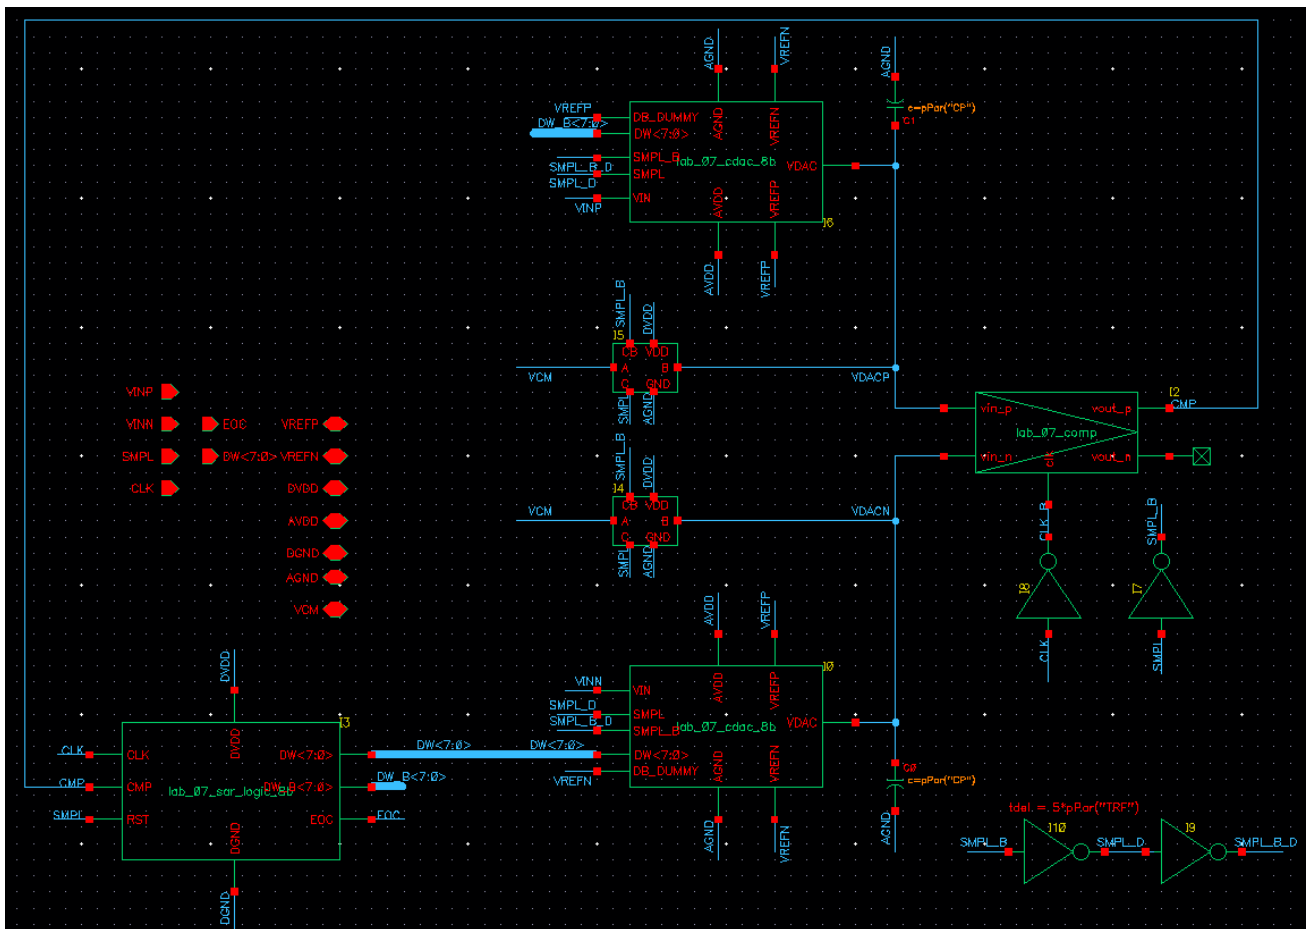 AGND
VREFN
AGND
VREFP
DW_B<7:0>
DB_DUMMY
DW<7:0>
AGND
VREFN
c=pPar("CP")
C1
SMPL_B
lab_07_cdac_8b
VDAC
SMPL_B_D
SMPL
SMPL_D
VIN
AVDD
VREFP
VINP
I6
AVDD
VREFP
SMPL_B
DVDD
I5
CB VDD
VCM
A
B
VDACP
C
GND
SMPL
AGND
VINP
VINN
EOC
VREFP
SMPL
DW<7:0>
VREFN
CLK
DVDD
AVDD
DGND
AGND
VCM
I2
vin_p
vout_p
CMP
lab_07_comp
vin_n
clk
vout_n
SMPL_B
DVDD
I4
CB VDD
VCM
A
B
VDACN
C
GND
SMPL
AGND
CLK_B
SMPL_B
I8
I7
CLK
SMPL
AVDD
VREFP
I0
VINN
VIN
AVDD
VREFP
SMPL_D
SMPL
SMPL_B_D
SMPL_B
lab_07_cdac_8b
VDAC
DW<7:0>
DW<7:0>
DW<7:0>
VREFN
DB_DUMMY
AGND
VREFN
C0
c=pPar("CP")
AGND
VREFN
AGND
DVDD
I3
CLK
CLK
DVDD
DW<7:0>
CMP
CMP
lab_07_sar_logic_8b
DW_B<7:0>
DW_B<7:0>
SMPL
RST
DGND
EOC
EOC
DGND
tdel.=.5*pPar("TRF")
I10
I9
SMPL_B
SMPL_D
SMPL_B_D